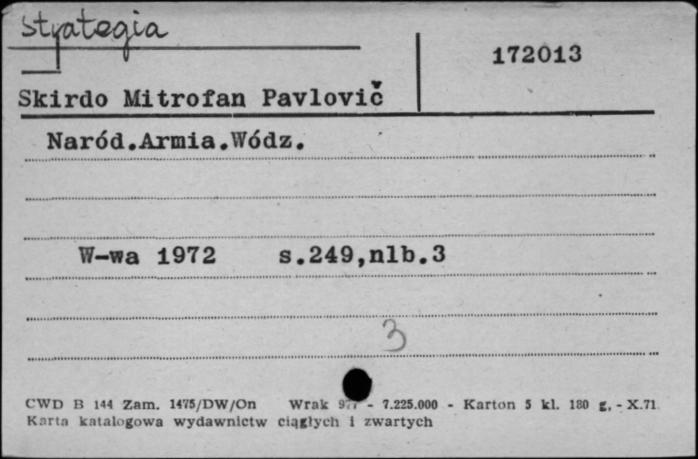 strategia
172013
Skirdo Mitrofan Pavlovič
Naród.Armia.Wódz.
W-wa 1972 s.249,nlb.3
3
CWD B 144 Zam. 1475/DW/On Wrak - 7.225.000 - Karton 5 kl. 180 g, - X.71
Karta katalogowa wydawnictw ciągłych i zwartych